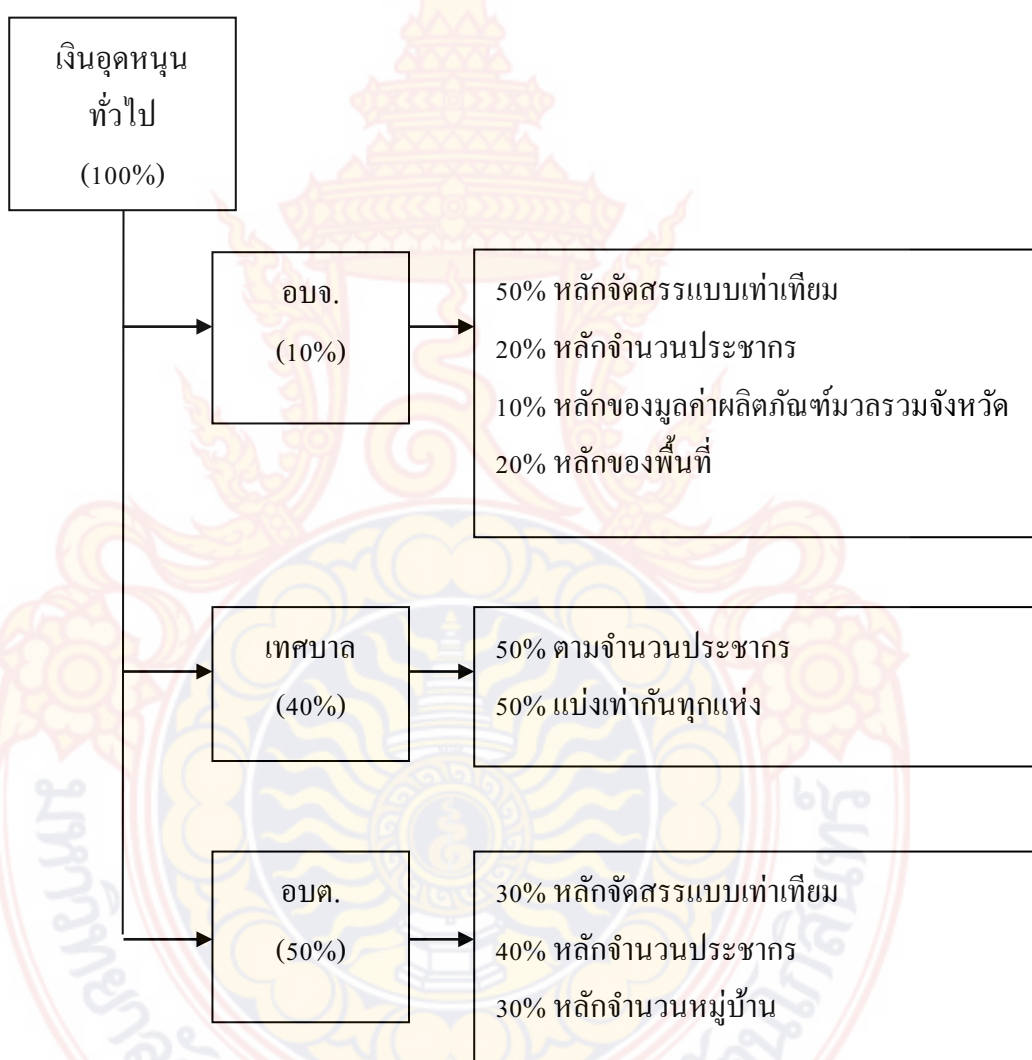 เงินอุดหนุน
ทั่วไป
(100%)
อบจ.
(10%)
50% หลักจัดสรรแบบเท่าเทียม
20% หลักจำนวนประชากร
10% หลักของมูลค่าผลิตภัณฑ์มวลรวมจังหวัด
20% หลักของพื้นที่
เทศบาล
(40%)
50% ตามจำนวนประชากร
50% แบ่งเท่ากันทุกแห่ง
อบต.
(50%)
30% หลักจัดสรรแบบเท่าเทียม
40% หลักจำนวนประชากร
30% หลักจำนวนหมู่บ้าน